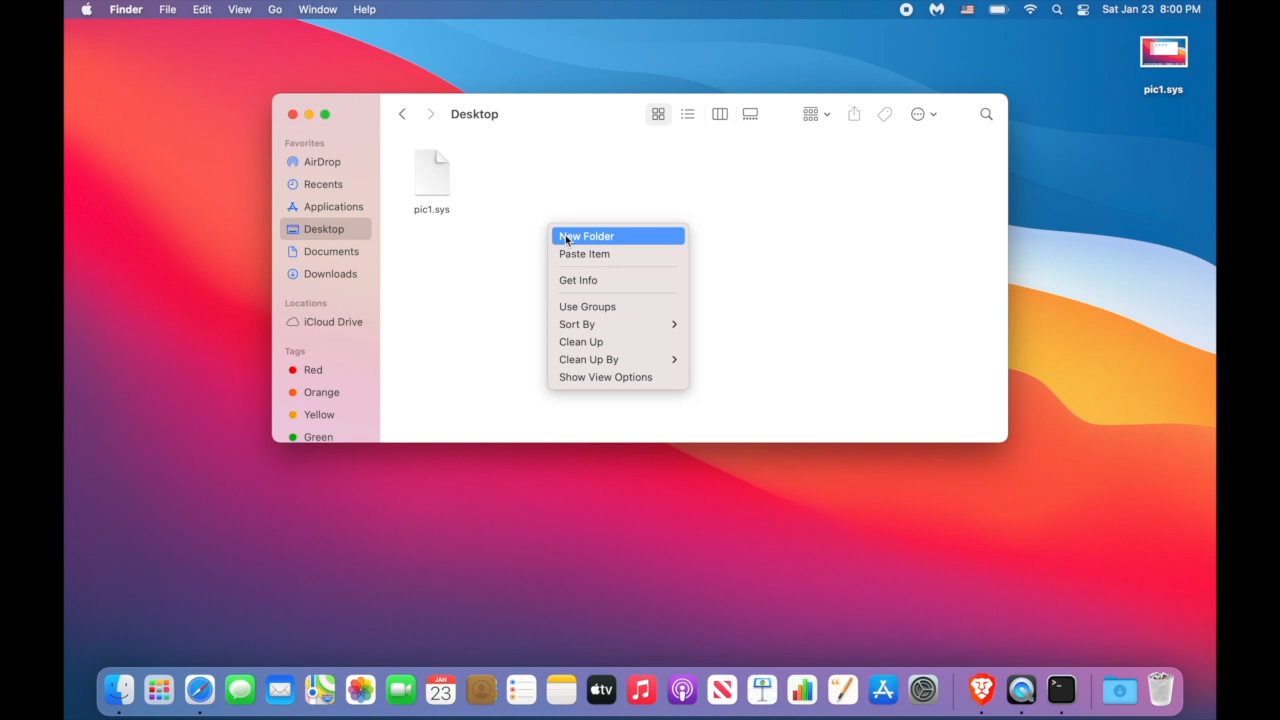 Finder File Edit View Go Window Help Sat Jan 23 8:00 PM
pic1.sys
Desktop
Favorites
AirDrop
Recents
Applications
Desktop
Documents
Downloads
Locations
iCloud Drive
Tags
Red
Orange
Yellow
Green
pic1.sys
New Folder
Paste Item
Get Info
Use Groups
Sort By
Clean Up
Clean Up By
Show View Options
JAN
23
tv